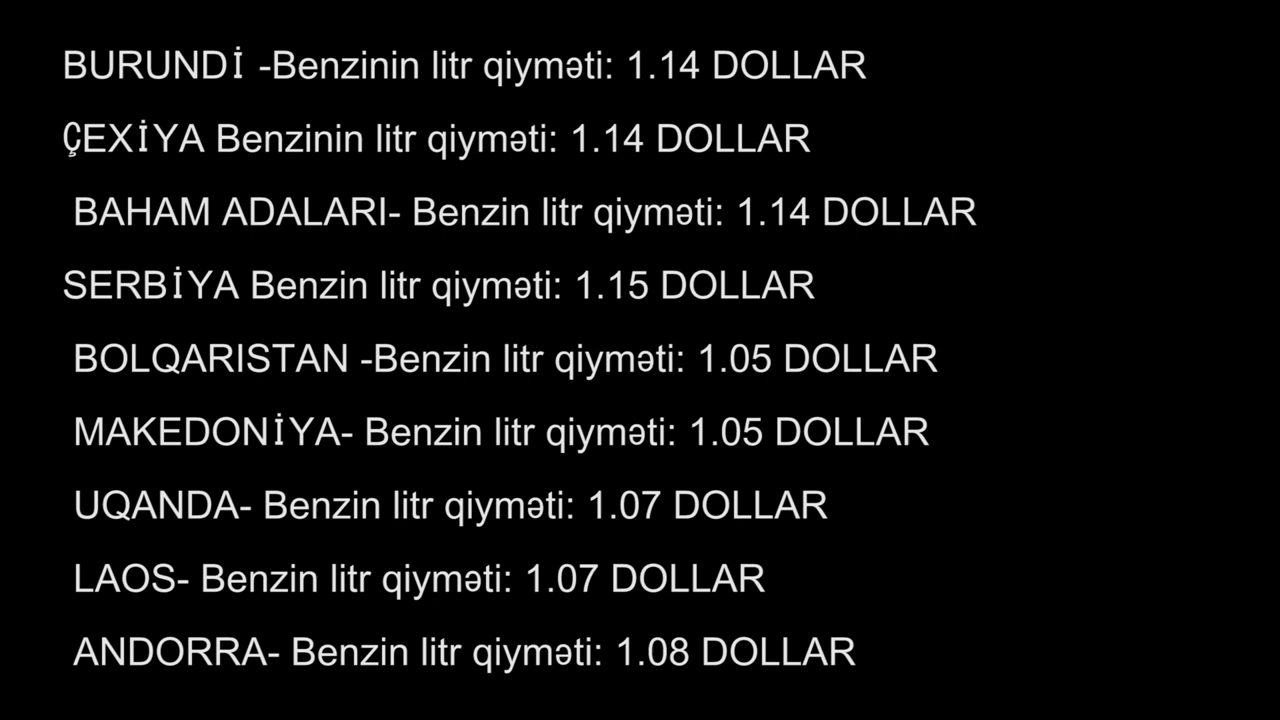 BURUNDİ -Benzinin litr qiyməti: 1.14 DOLLAR
ÇEXİYA Benzinin litr qiyməti: 1.14 DOLLAR
BAHAM ADALARI- Benzin litr qiyməti: 1.14 DOLLAR
SERBİYA Benzin litr qiyməti: 1.15 DOLLAR
BOLQARISTAN -Benzin litr qiyməti: 1.05 DOLLAR
MAKEDONİYA- Benzin litr qiyməti: 1.05 DOLLAR
UQANDA- Benzin litr qiyməti: 1.07 DOLLAR
LAOS- Benzin litr qiyməti: 1.07 DOLLAR
ANDORRA- Benzin litr qiyməti: 1.08 DOLLAR